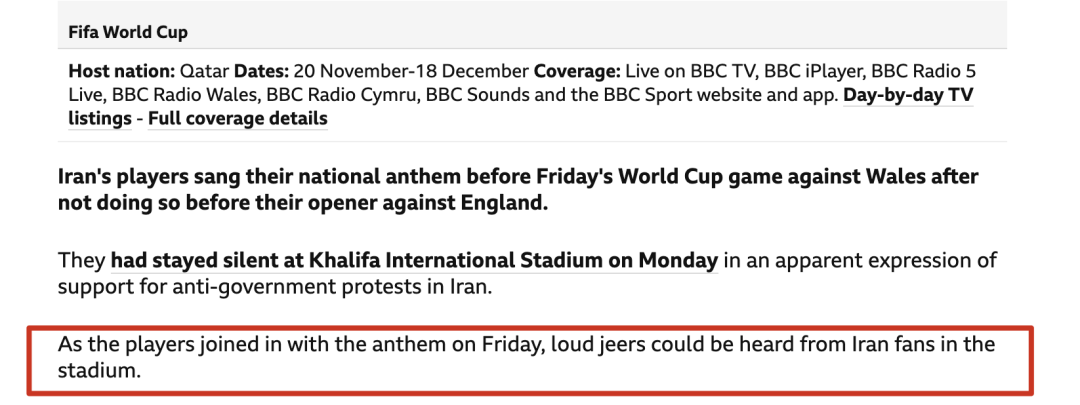 Fifa World Cup
Host nation: Qatar Dates: 20 November-18 December Coverage: Live on BBC TV, BBC iPlayer, BBC Radio 5
Live, BBC Radio Wales, BBC Radio Cymru, BBC Sounds and the BBC Sport website and app. Day-by-day TV
listings - Full coverage details
Iran's players sang their national anthem before Friday's World Cup game against Wales after
not doing so before their opener against England.
They had stayed silent at Khalifa International Stadium on Monday in an apparent expression of
support for anti-government protests in Iran.
As the players joined in with the anthem on Friday, loud jeers could be heard from Iran fans in the
stadium.